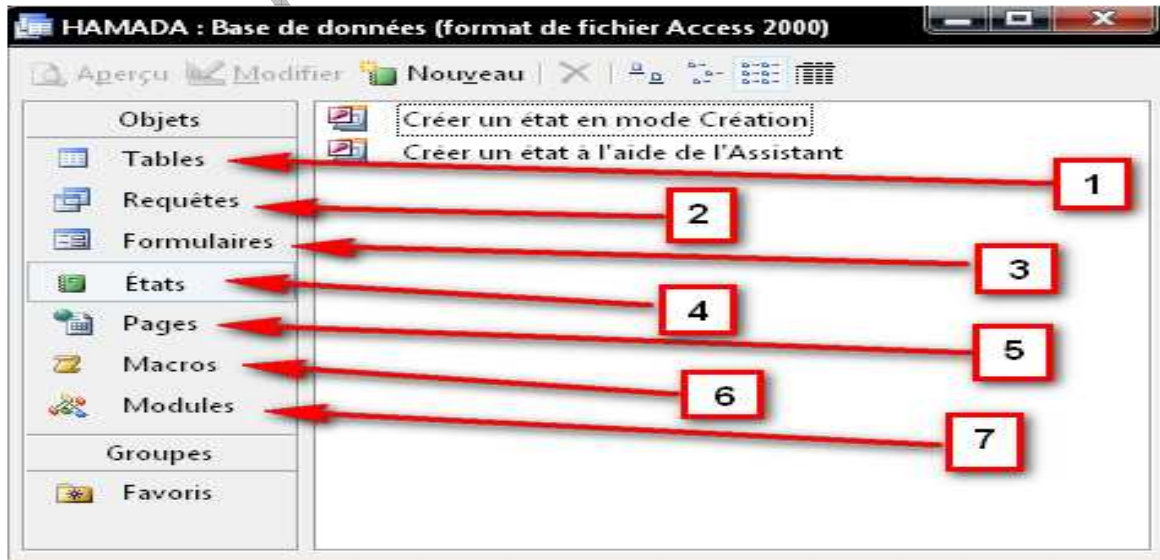 HAMADA : Base de données (format de fichier Access 2000)
Aperçu Modifier Nouveau
Objets
Créer un état en mode Création
Tables
Créer un état à l'aide de l'Assistant
1
Requêtes
2
Formulaires
3
États
4
Pages
5
Macros
6
Modules
7
Groupes
Favoris